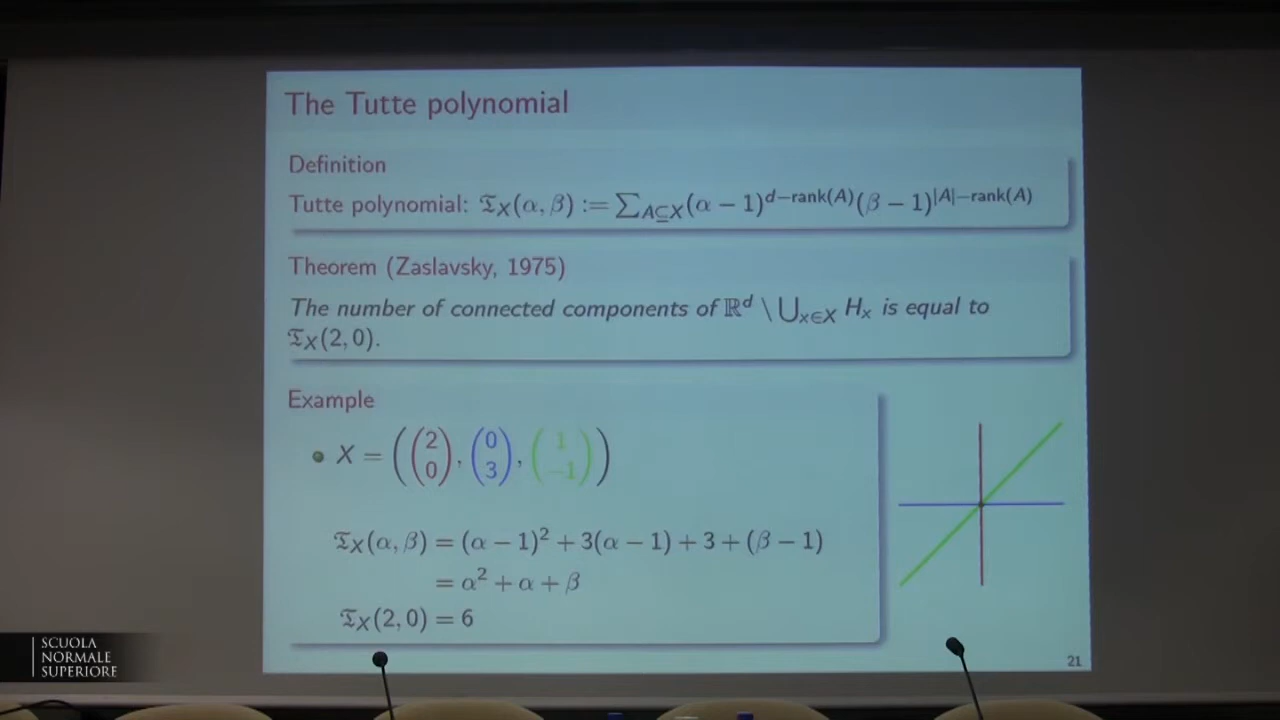 The Tutte polynomial
Definition
Tutte polynomial: 𝔗_X(α, β) := ∑_{A⊆X}(α − 1)^{d−rank(A)}(β − 1)^{|A|−rank(A)}
Theorem (Zaslavsky, 1975)
The number of connected components of ℝ^d \ ⋃_{x∈X} H_x is equal to
𝔗_X(2, 0).
Example
• X = ((2 0), (0 3), (1 −1))
𝔗_X(α, β) = (α − 1)² + 3(α − 1) + 3 + (β − 1)
= α² + α + β
𝔗_X(2, 0) = 6
21
SCUOLA
NORMALE
SUPERIORE